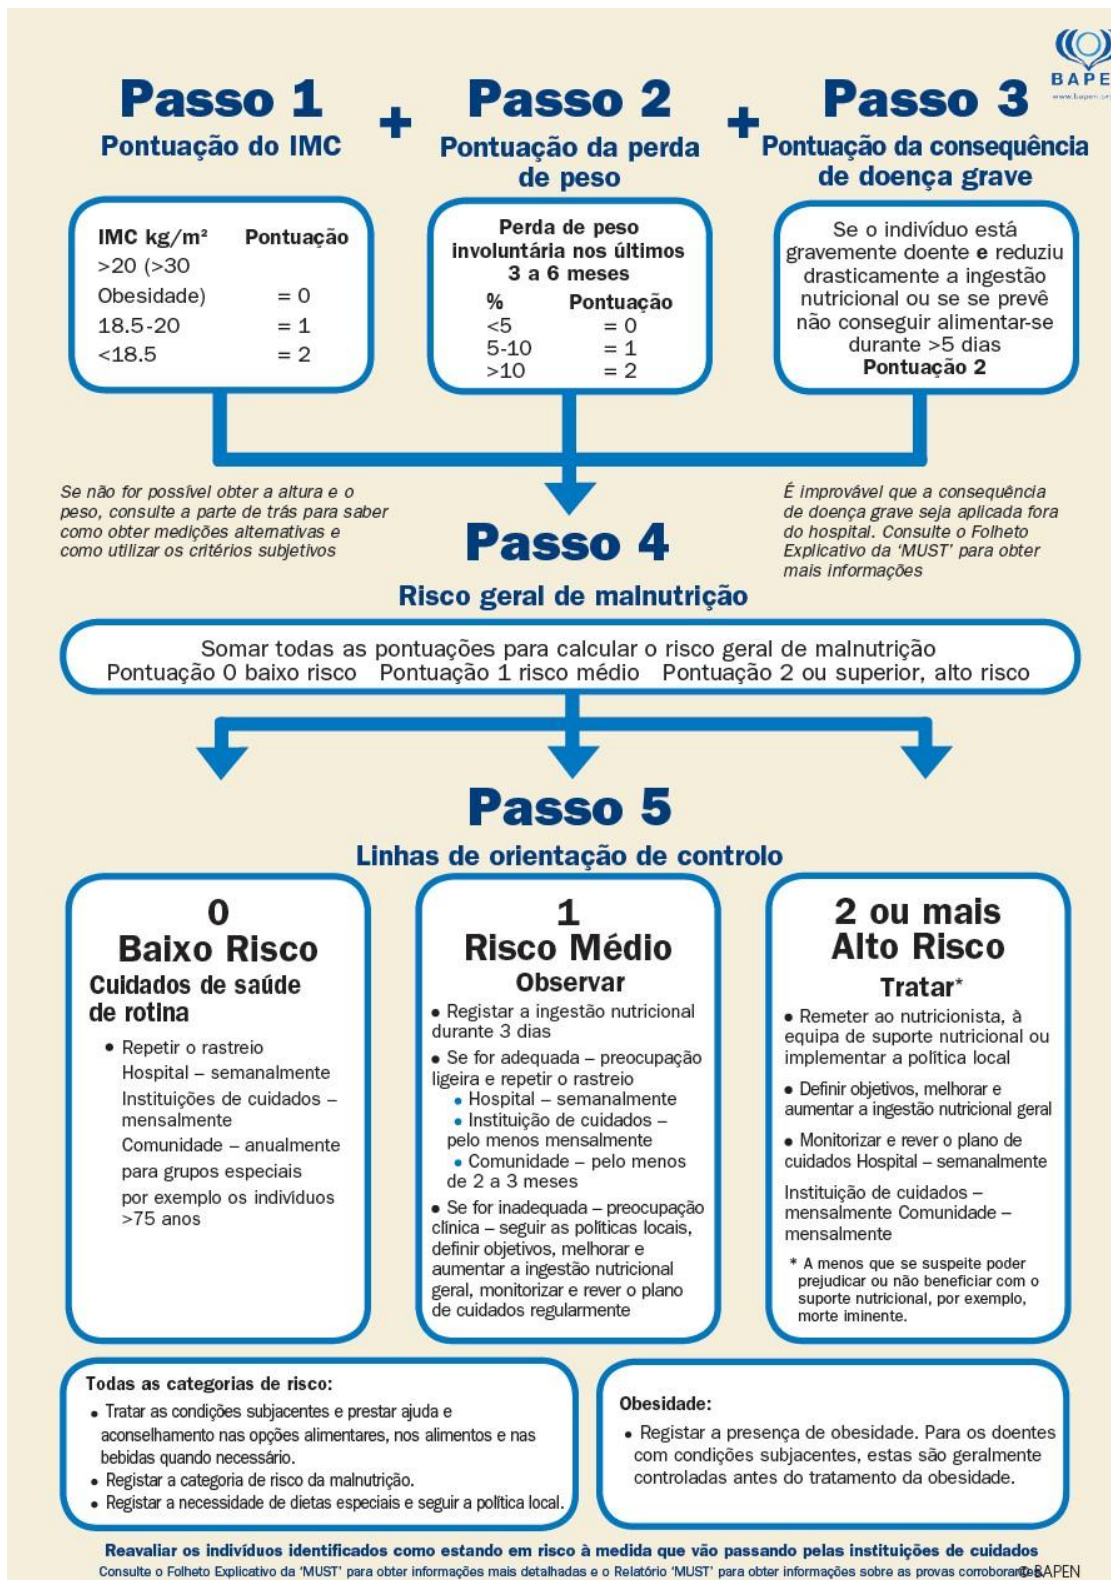 BAPE
www.bapen.or
Passo 1
Pontuação do IMC
+
Passo 2
Pontuação da perda
de peso
+
Passo 3
Pontuação da consequência
de doença grave
IMC kg/m² Pontuação
>20 (>30
Obesidade) = 0
18.5-20 = 1
<18.5 = 2
Perda de peso
involuntária nos últimos
3 a 6 meses
% Pontuação
<5 = 0
5-10 = 1
>10 = 2
Se o indivíduo está
gravemente doente e reduziu
drasticamente a ingestão
nutricional ou se se prevê
não conseguir alimentar-se
durante >5 dias
Pontuação 2
Se não for possível obter a altura e o
peso, consulte a parte de trás para saber
como obter medições alternativas e
como utilizar os critérios subjetivos
É improvável que a consequência
de doença grave seja aplicada fora
do hospital. Consulte o Folheto
Explicativo da ‘MUST’ para obter
mais informações
Passo 4
Risco geral de malnutrição
Somar todas as pontuações para calcular o risco geral de malnutrição
Pontuação 0 baixo risco Pontuação 1 risco médio Pontuação 2 ou superior, alto risco
Passo 5
Linhas de orientação de controlo
0
Baixo Risco
Cuidados de saúde
de rotina
• Repetir o rastreio
Hospital – semanalmente
Instituições de cuidados –
mensalmente
Comunidade – anualmente
para grupos especiais
por exemplo os indivíduos
>75 anos
1
Risco Médio
Observar
• Registar a ingestão nutricional
durante 3 dias
• Se for adequada – preocupação
ligeira e repetir o rastreio
• Hospital – semanalmente
• Instituição de cuidados –
pelo menos mensalmente
• Comunidade – pelo menos
de 2 a 3 meses
• Se for inadequada – preocupação
clínica – seguir as políticas locais,
definir objetivos, melhorar e
aumentar a ingestão nutricional
geral, monitorizar e rever o plano
de cuidados regularmente
2 ou mais
Alto Risco
Tratar*
• Remeter ao nutricionista, à
equipa de suporte nutricional ou
implementar a política local
• Definir objetivos, melhorar e
aumentar a ingestão nutricional geral
• Monitorizar e rever o plano de
cuidados Hospital – semanalmente
Instituição de cuidados –
mensalmente Comunidade –
mensalmente
* A menos que se suspeite poder
prejudicar ou não beneficiar com o
suporte nutricional, por exemplo,
morte iminente.
Todas as categorias de risco:
• Tratar as condições subjacentes e prestar ajuda e
aconselhamento nas opções alimentares, nos alimentos e nas
bebidas quando necessário.
• Registar a categoria de risco da malnutrição.
• Registar a necessidade de dietas especiais e seguir a política local.
Obesidade:
• Registar a presença de obesidade. Para os doentes
com condições subjacentes, estas são geralmente
controladas antes do tratamento da obesidade.
Reavaliar os indivíduos identificados como estando em risco à medida que vão passando pelas instituições de cuidados
Consulte o Folheto Explicativo da ‘MUST’ para obter informações mais detalhadas e o Relatório ‘MUST’ para obter informações sobre as provas corroborantes.
© BAPEN